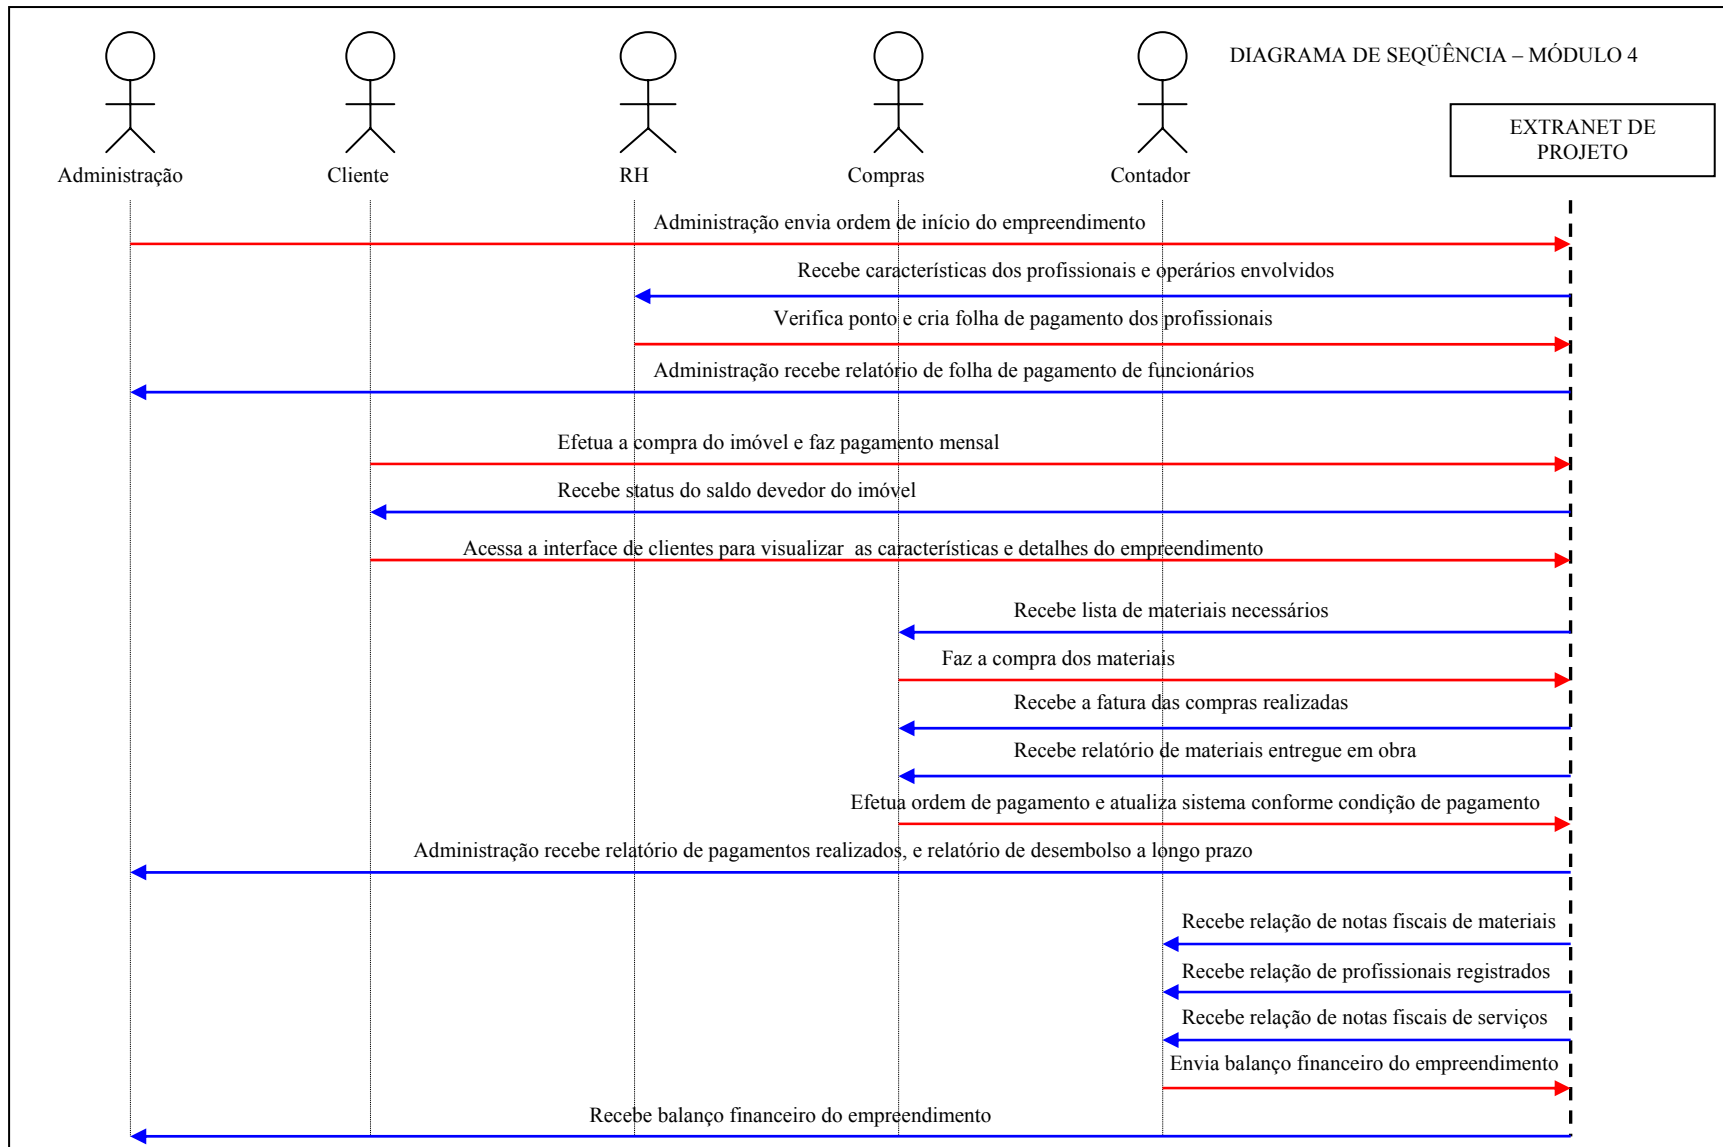 DIAGRAMA DE SEQÜÊNCIA – MÓDULO 4
EXTRANET DE
PROJETO
Administração
Cliente
RH
Compras
Contador
Administração envia ordem de início do empreendimento
Recebe características dos profissionais e operários envolvidos
Verifica ponto e cria folha de pagamento dos profissionais
Administração recebe relatório de folha de pagamento de funcionários
Efetua a compra do imóvel e faz pagamento mensal
Recebe status do saldo devedor do imóvel
Acessa a interface de clientes para visualizar  as características e detalhes do empreendimento
Recebe lista de materiais necessários
Faz a compra dos materiais
Recebe a fatura das compras realizadas
Recebe relatório de materiais entregue em obra
Efetua ordem de pagamento e atualiza sistema conforme condição de pagamento
Administração recebe relatório de pagamentos realizados, e relatório de desembolso a longo prazo
Recebe relação de notas fiscais de materiais
Recebe relação de profissionais registrados
Recebe relação de notas fiscais de serviços
Envia balanço financeiro do empreendimento
Recebe balanço financeiro do empreendimento